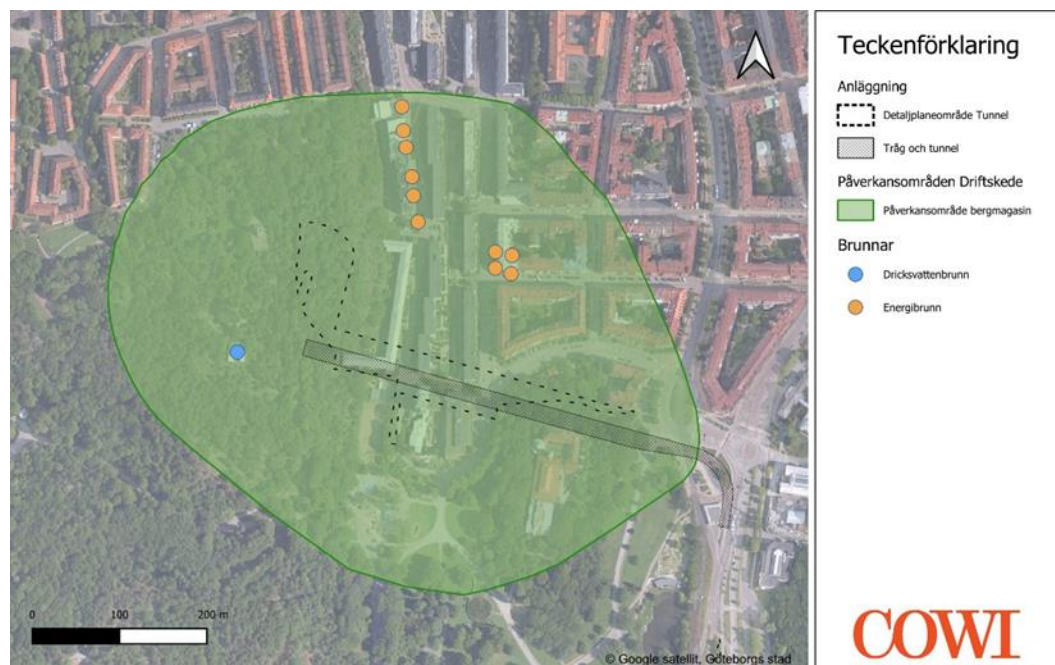 Teckenförklaring
Anläggning
Detaljplaneområde Tunnel
Tråg och tunnel
Påverkansområden Driftskede
Påverkansområde bergmagasin
Brunnar
Dricksvattenbrunn
Energibrunn
0 100 200 m
© Google satellit, Göteborgs stad
COWI